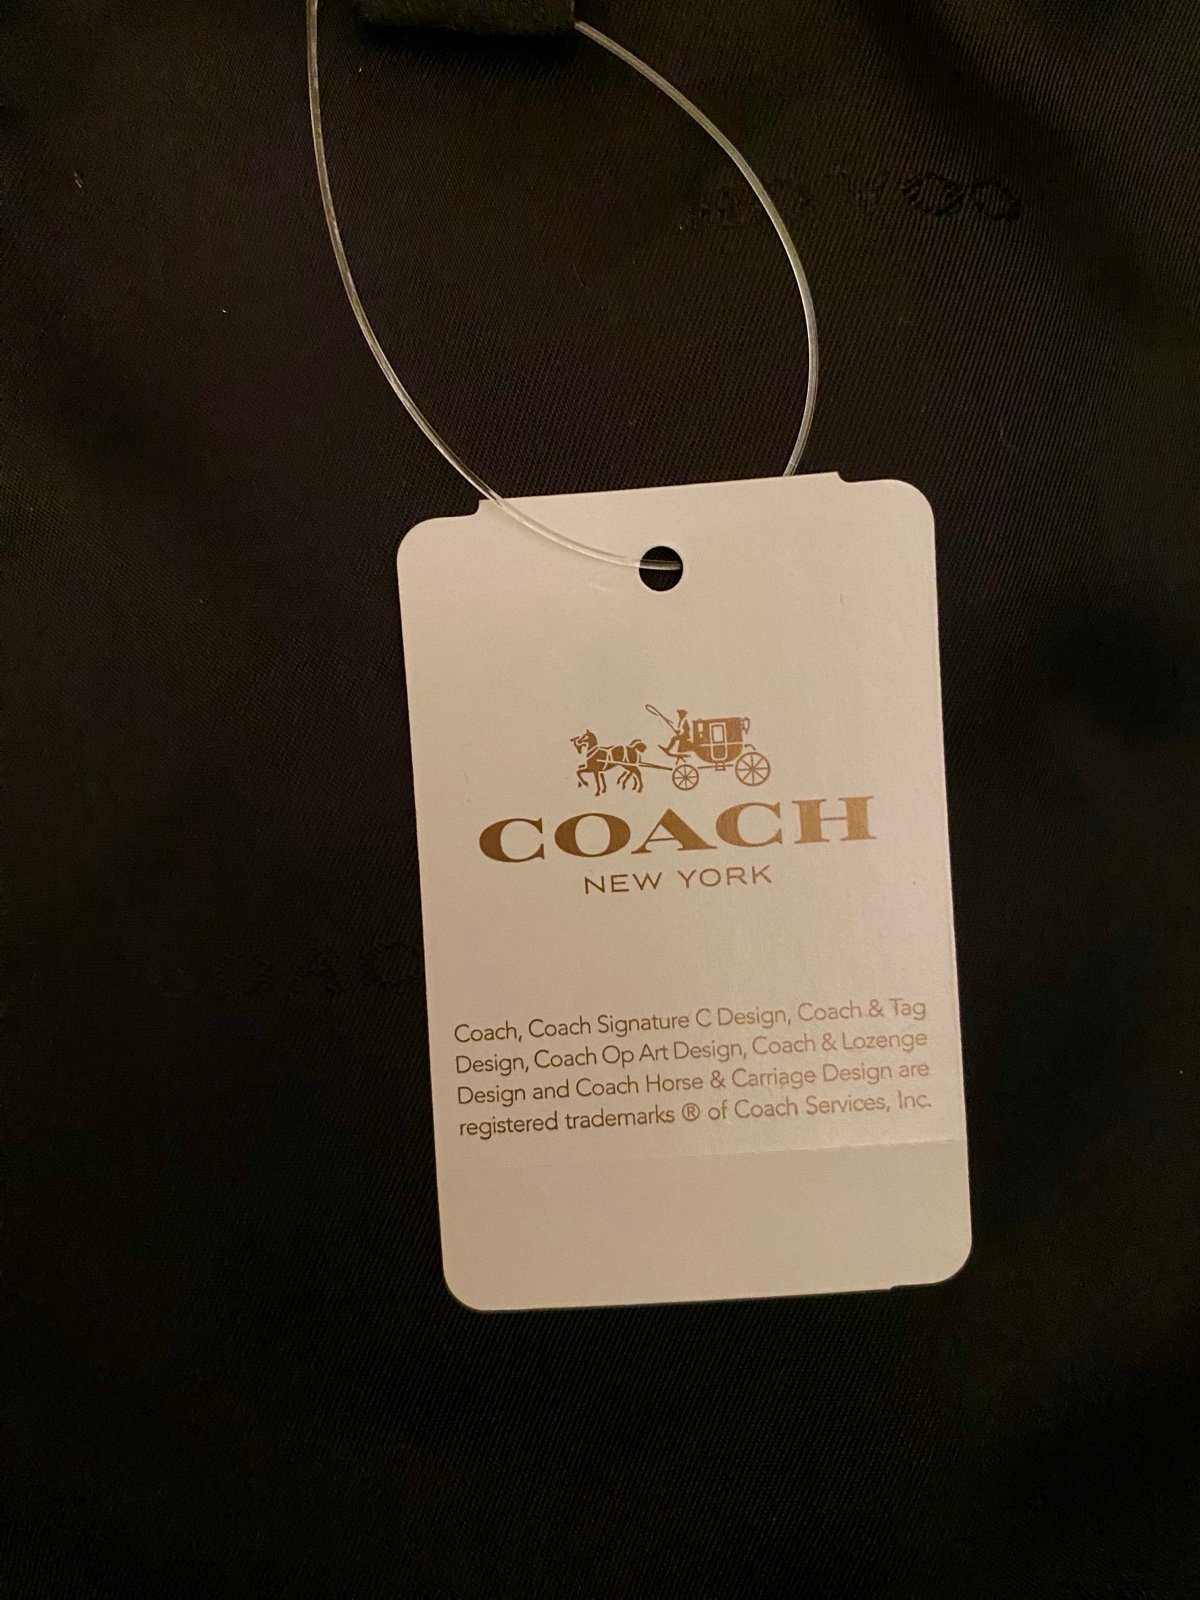 COACH
NEW YORK
Coach, Coach Signature C Design, Coach & Tag
Design, Coach Op Art Design, Coach & Lozenge
Design and Coach Horse & Carriage Design are
registered trademarks ® of Coach Services, Inc.